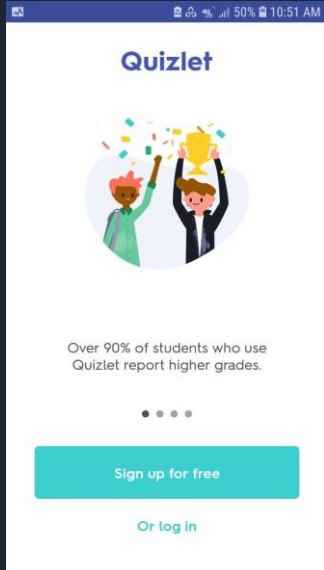 50% 10:51 AM
Quizlet
Over 90% of students who use
Quizlet report higher grades.
Sign up for free
Or log in